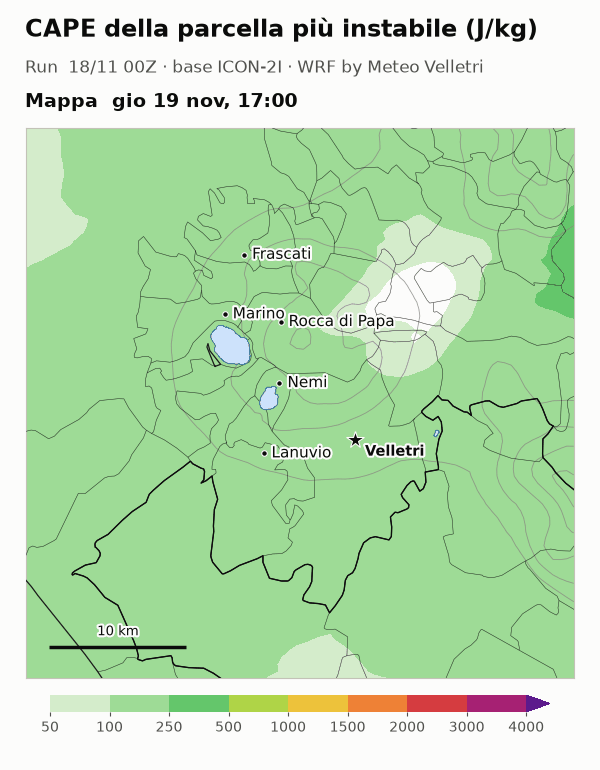 CAPE della parcella più instabile (J/kg)
Run  18/11 00Z · base ICON-2I · WRF by Meteo Velletri
Mappa  gio 19 nov, 17:00
Frascati
Marino
Rocca di Papa
Nemi
Velletri
Lanuvio
10 km
50 100 250 500 1000 1500 2000 3000 4000